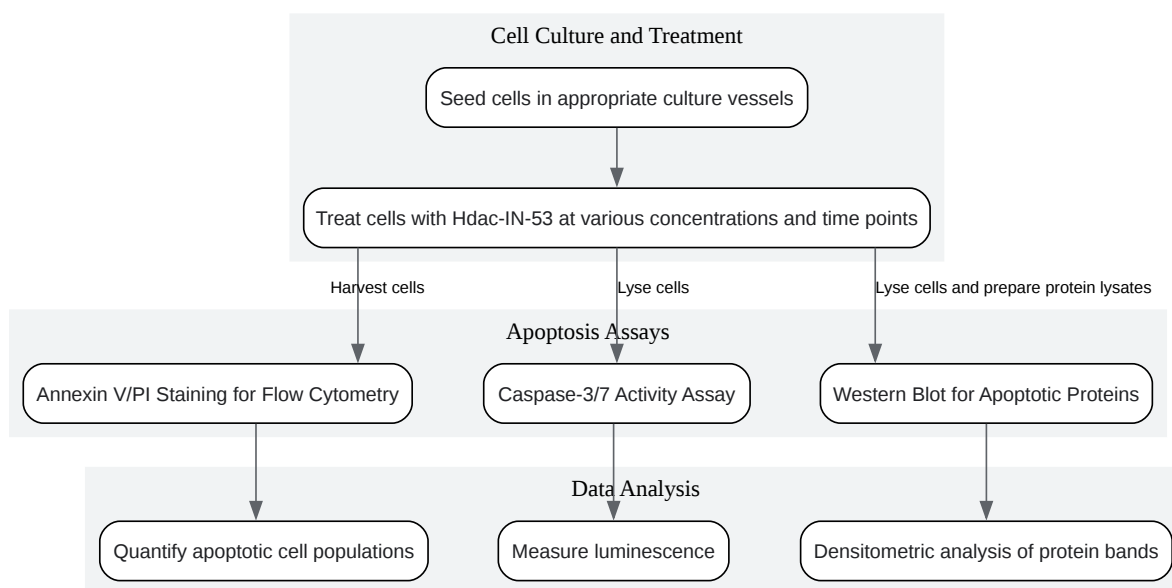 Cell Culture and Treatment
Seed cells in appropriate culture vessels
Treat cells with Hdac-IN-53 at various concentrations and time points
Harvest cells
Lyse cells
Lyse cells and prepare protein lysates
Apoptosis Assays
Annexin V/PI Staining for Flow Cytometry
Caspase-3/7 Activity Assay
Western Blot for Apoptotic Proteins
Data Analysis
Quantify apoptotic cell populations
Measure luminescence
Densitometric analysis of protein bands